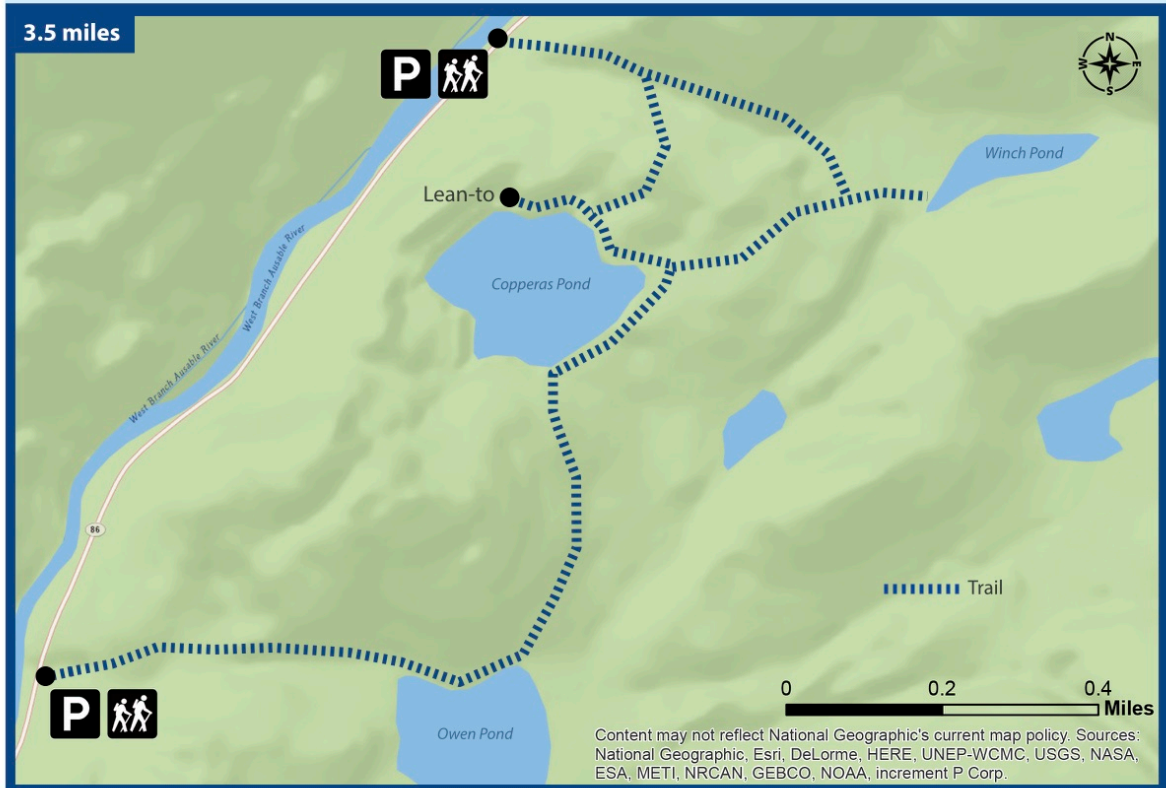 3.5 miles
P
N
W E
S
Winch Pond
Lean-to
West Branch Ausable River
Copperas Pond
West Branch Ausable River
86
Trail
P
0 0.2 0.4
Miles
Owen Pond
Content may not reflect National Geographic's current map policy. Sources:
National Geographic, Esri, DeLorme, HERE, UNEP-WCMC, USGS, NASA,
ESA, METI, NRCAN, GEBCO, NOAA, increment P Corp.